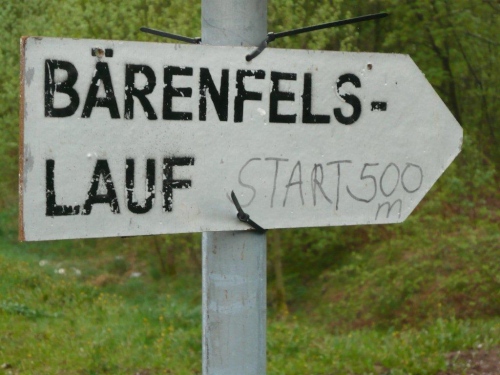 BÄRENFELS-
LAUF START 500
m